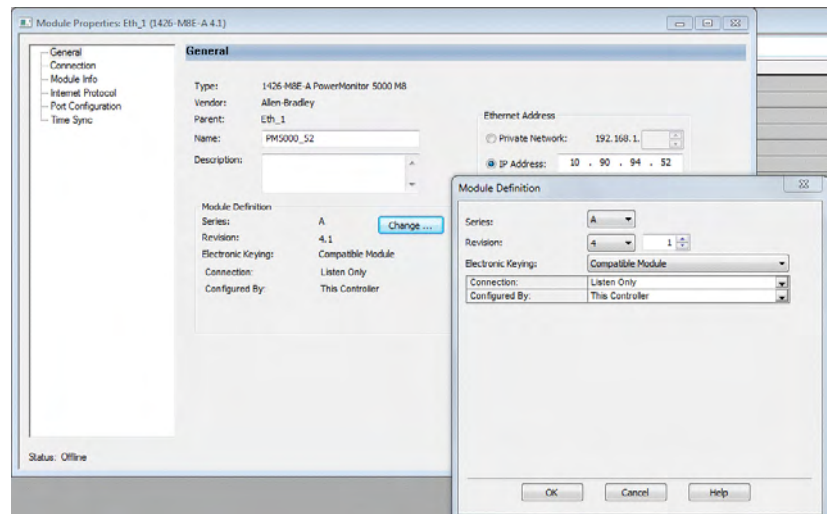 Module Properties: Eth_1 (1426-M8E-A 4.1)
General
Connection
Module Info
Internet Protocol
Port Configuration
Time Sync
General
Type: 1426-M8E-A PowerMonitor 5000 M8
Vendor: Allen-Bradley
Parent: Eth_1
Name: PM5000_52
Description:
Ethernet Address
Private Network: 192.168.1.
IP Address: 10 . 90 . 94 . 52
Module Definition
Series: A Change ...
Revision: 4.1
Electronic Keying: Compatible Module
Connection: Listen Only
Configured By: This Controller
Status: Offline
Module Definition
Series: A
Revision: 4 1
Electronic Keying: Compatible Module
Connection: Listen Only
Configured By: This Controller
OK Cancel Help